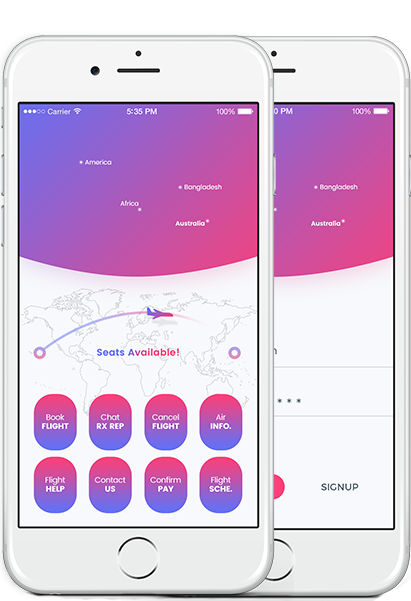 ●●●○○ Carrier
5:35 PM
100%
America
Bangladesh
Africa
Australia
Seats Available!
Book
FLIGHT
Chat
RX REP
Cancel
FLIGHT
Air
INFO.
Flight
HELP
Contact
US
Confirm
PAY
Flight
SCHE.
PM
100%
Bangladesh
Australia
* * *
SIGNUP